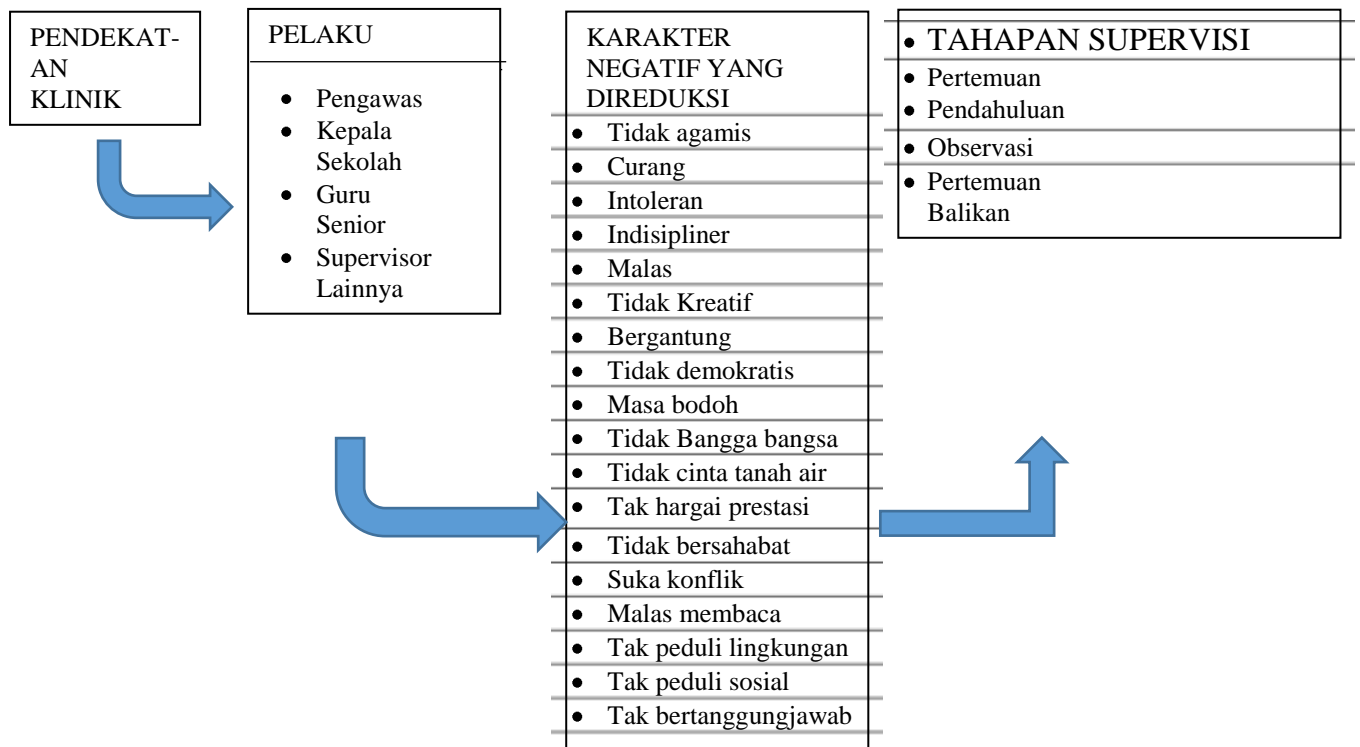 PENDEKAT-
AN
KLINIK
PELAKU
• Pengawas
• Kepala
Sekolah
• Guru
Senior
• Supervisor
Lainnya
KARAKTER
NEGATIF YANG
DIREDUKSI
• Tidak agamis
• Curang
• Intoleran
• Indisipliner
• Malas
• Tidak Kreatif
• Bergantung
• Tidak demokratis
• Masa bodoh
• Tidak Bangga bangsa
• Tidak cinta tanah air
• Tak hargai prestasi
• Tidak bersahabat
• Suka konflik
• Malas membaca
• Tak peduli lingkungan
• Tak peduli sosial
• Tak bertanggungjawab
• TAHAPAN SUPERVISI
• Pertemuan
• Pendahuluan
• Observasi
• Pertemuan
Balikan